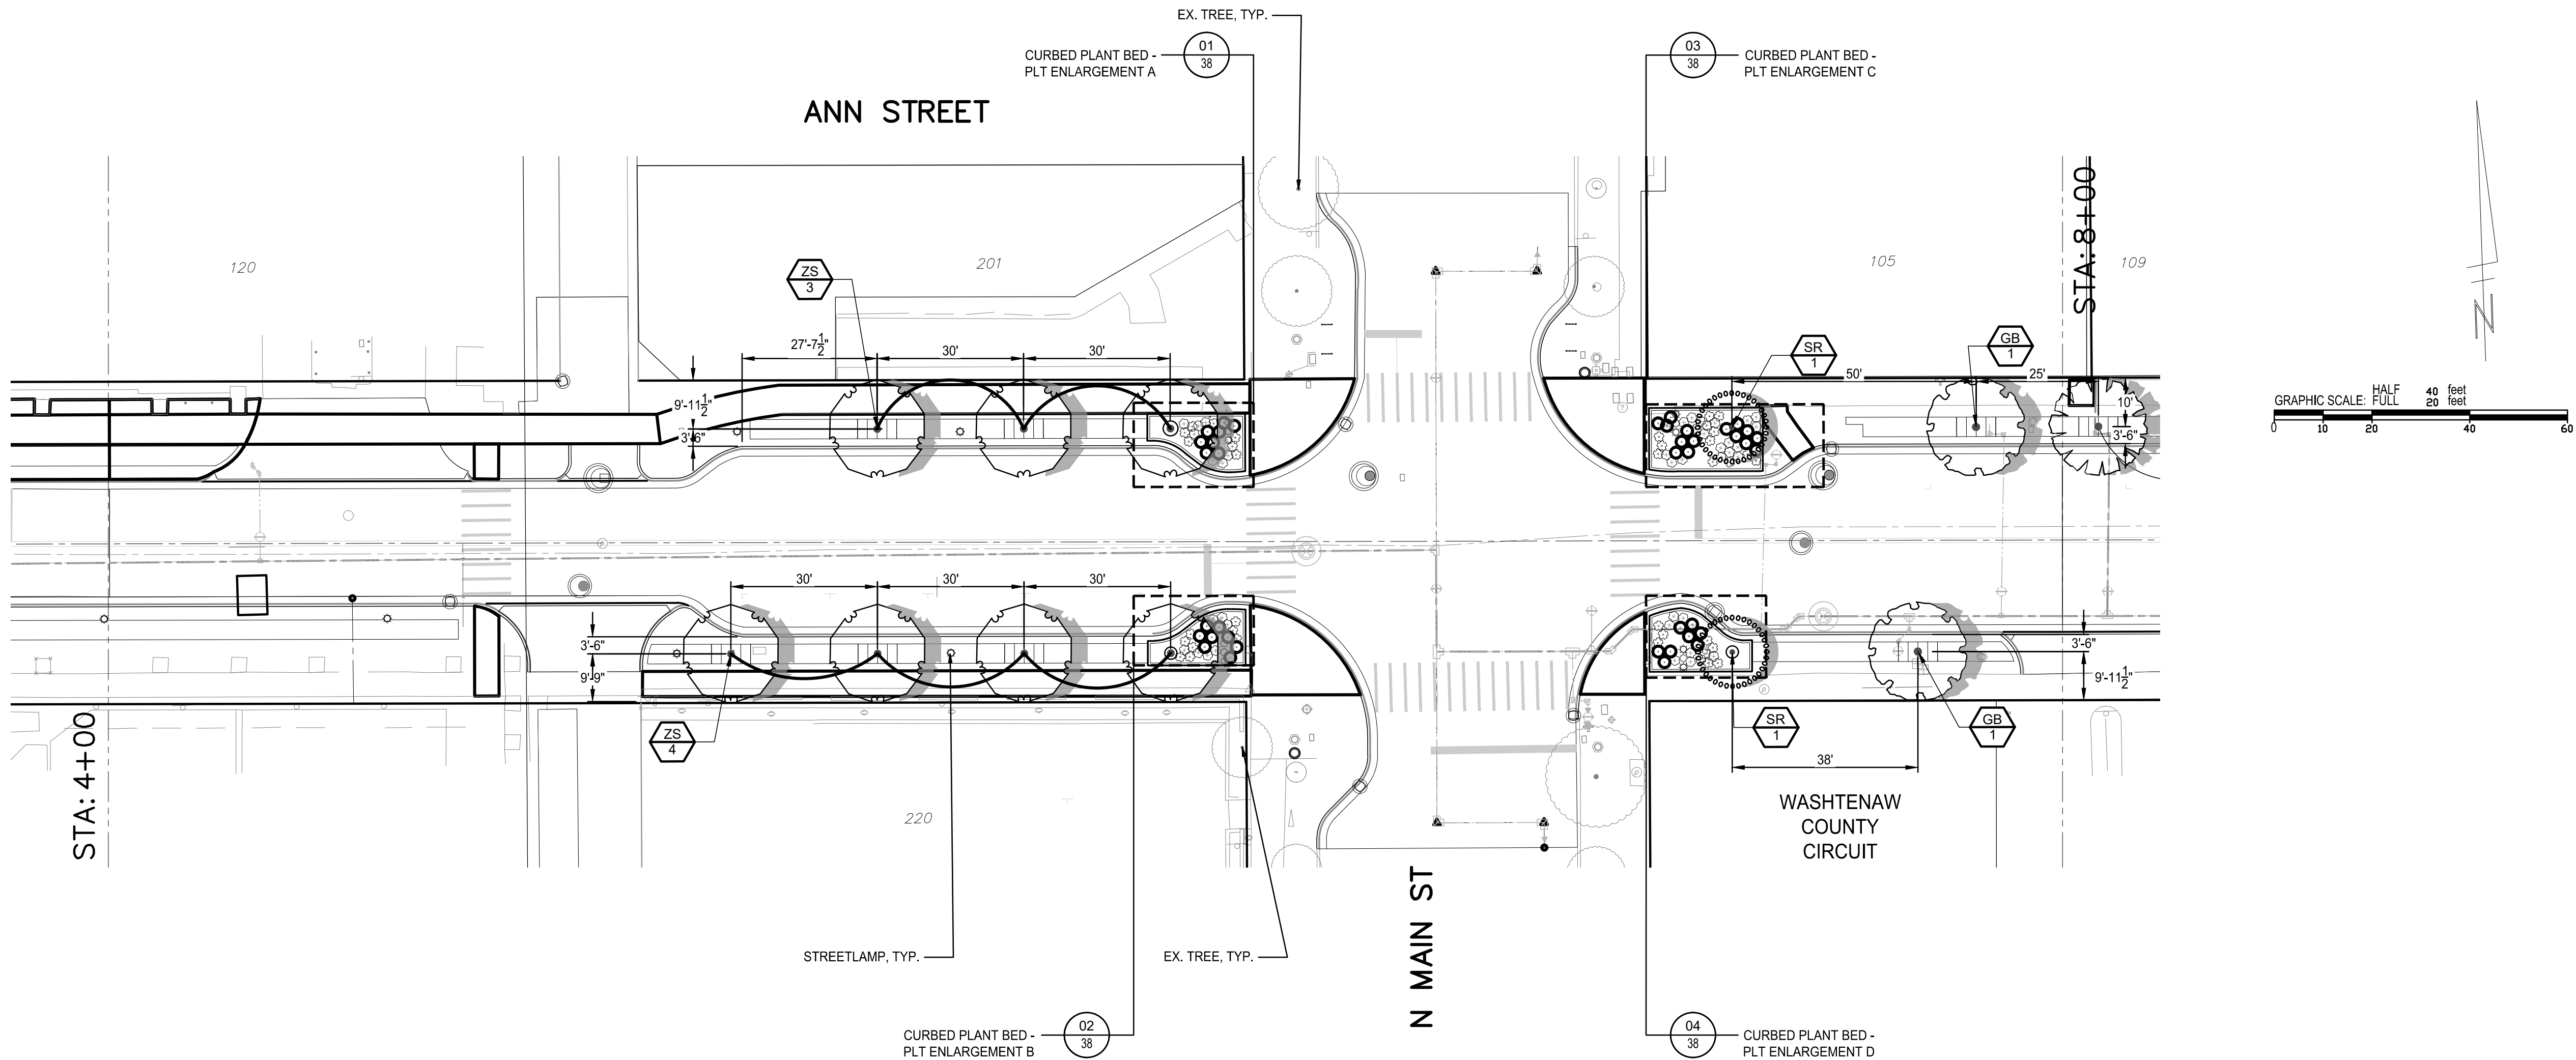 EX. TREE, TYP.
01
38
CURBED PLANT BED -
PLT ENLARGEMENT A
03
38
CURBED PLANT BED -
PLT ENLARGEMENT C
ANN STREET
STA: 8+00
120
201
105
109
ZS
3
SR
1
GB
1
27'-7 1/2"
30'
30'
50'
25'
9'-11 1/2"
3'-6"
10'
3'-6"
HALF 40 feet
GRAPHIC SCALE: FULL 20 feet
0 10 20 40 60
N
30'
30'
30'
3'-6"
9'-9"
3'-6"
9'-11 1/2"
ZS
4
SR
1
GB
1
38'
STA: 4+00
220
WASHTENAW
COUNTY
CIRCUIT
N MAIN ST
STREETLAMP, TYP.
EX. TREE, TYP.
02
38
CURBED PLANT BED -
PLT ENLARGEMENT B
04
38
CURBED PLANT BED -
PLT ENLARGEMENT D